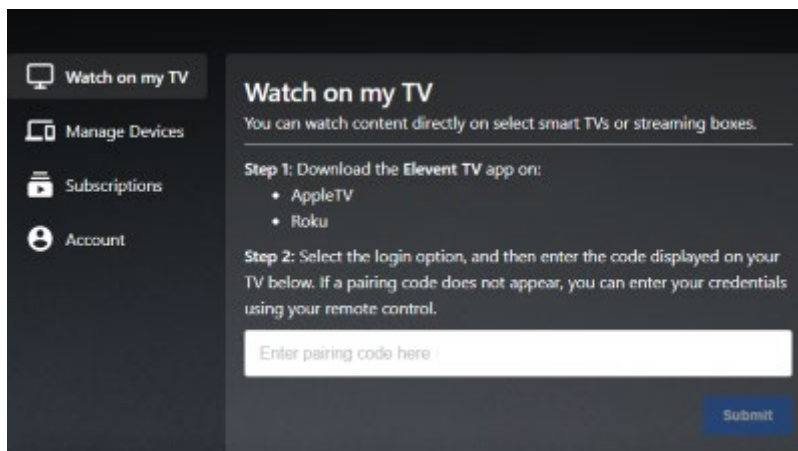 Watch on my TV
Manage Devices
Subscriptions
Account
Watch on my TV
You can watch content directly on select smart TVs or streaming boxes.
Step 1: Download the Elevent TV app on:
• AppleTV
• Roku
Step 2: Select the login option, and then enter the code displayed on your
TV below. If a pairing code does not appear, you can enter your credentials
using your remote control.
Enter pairing code here
Submit